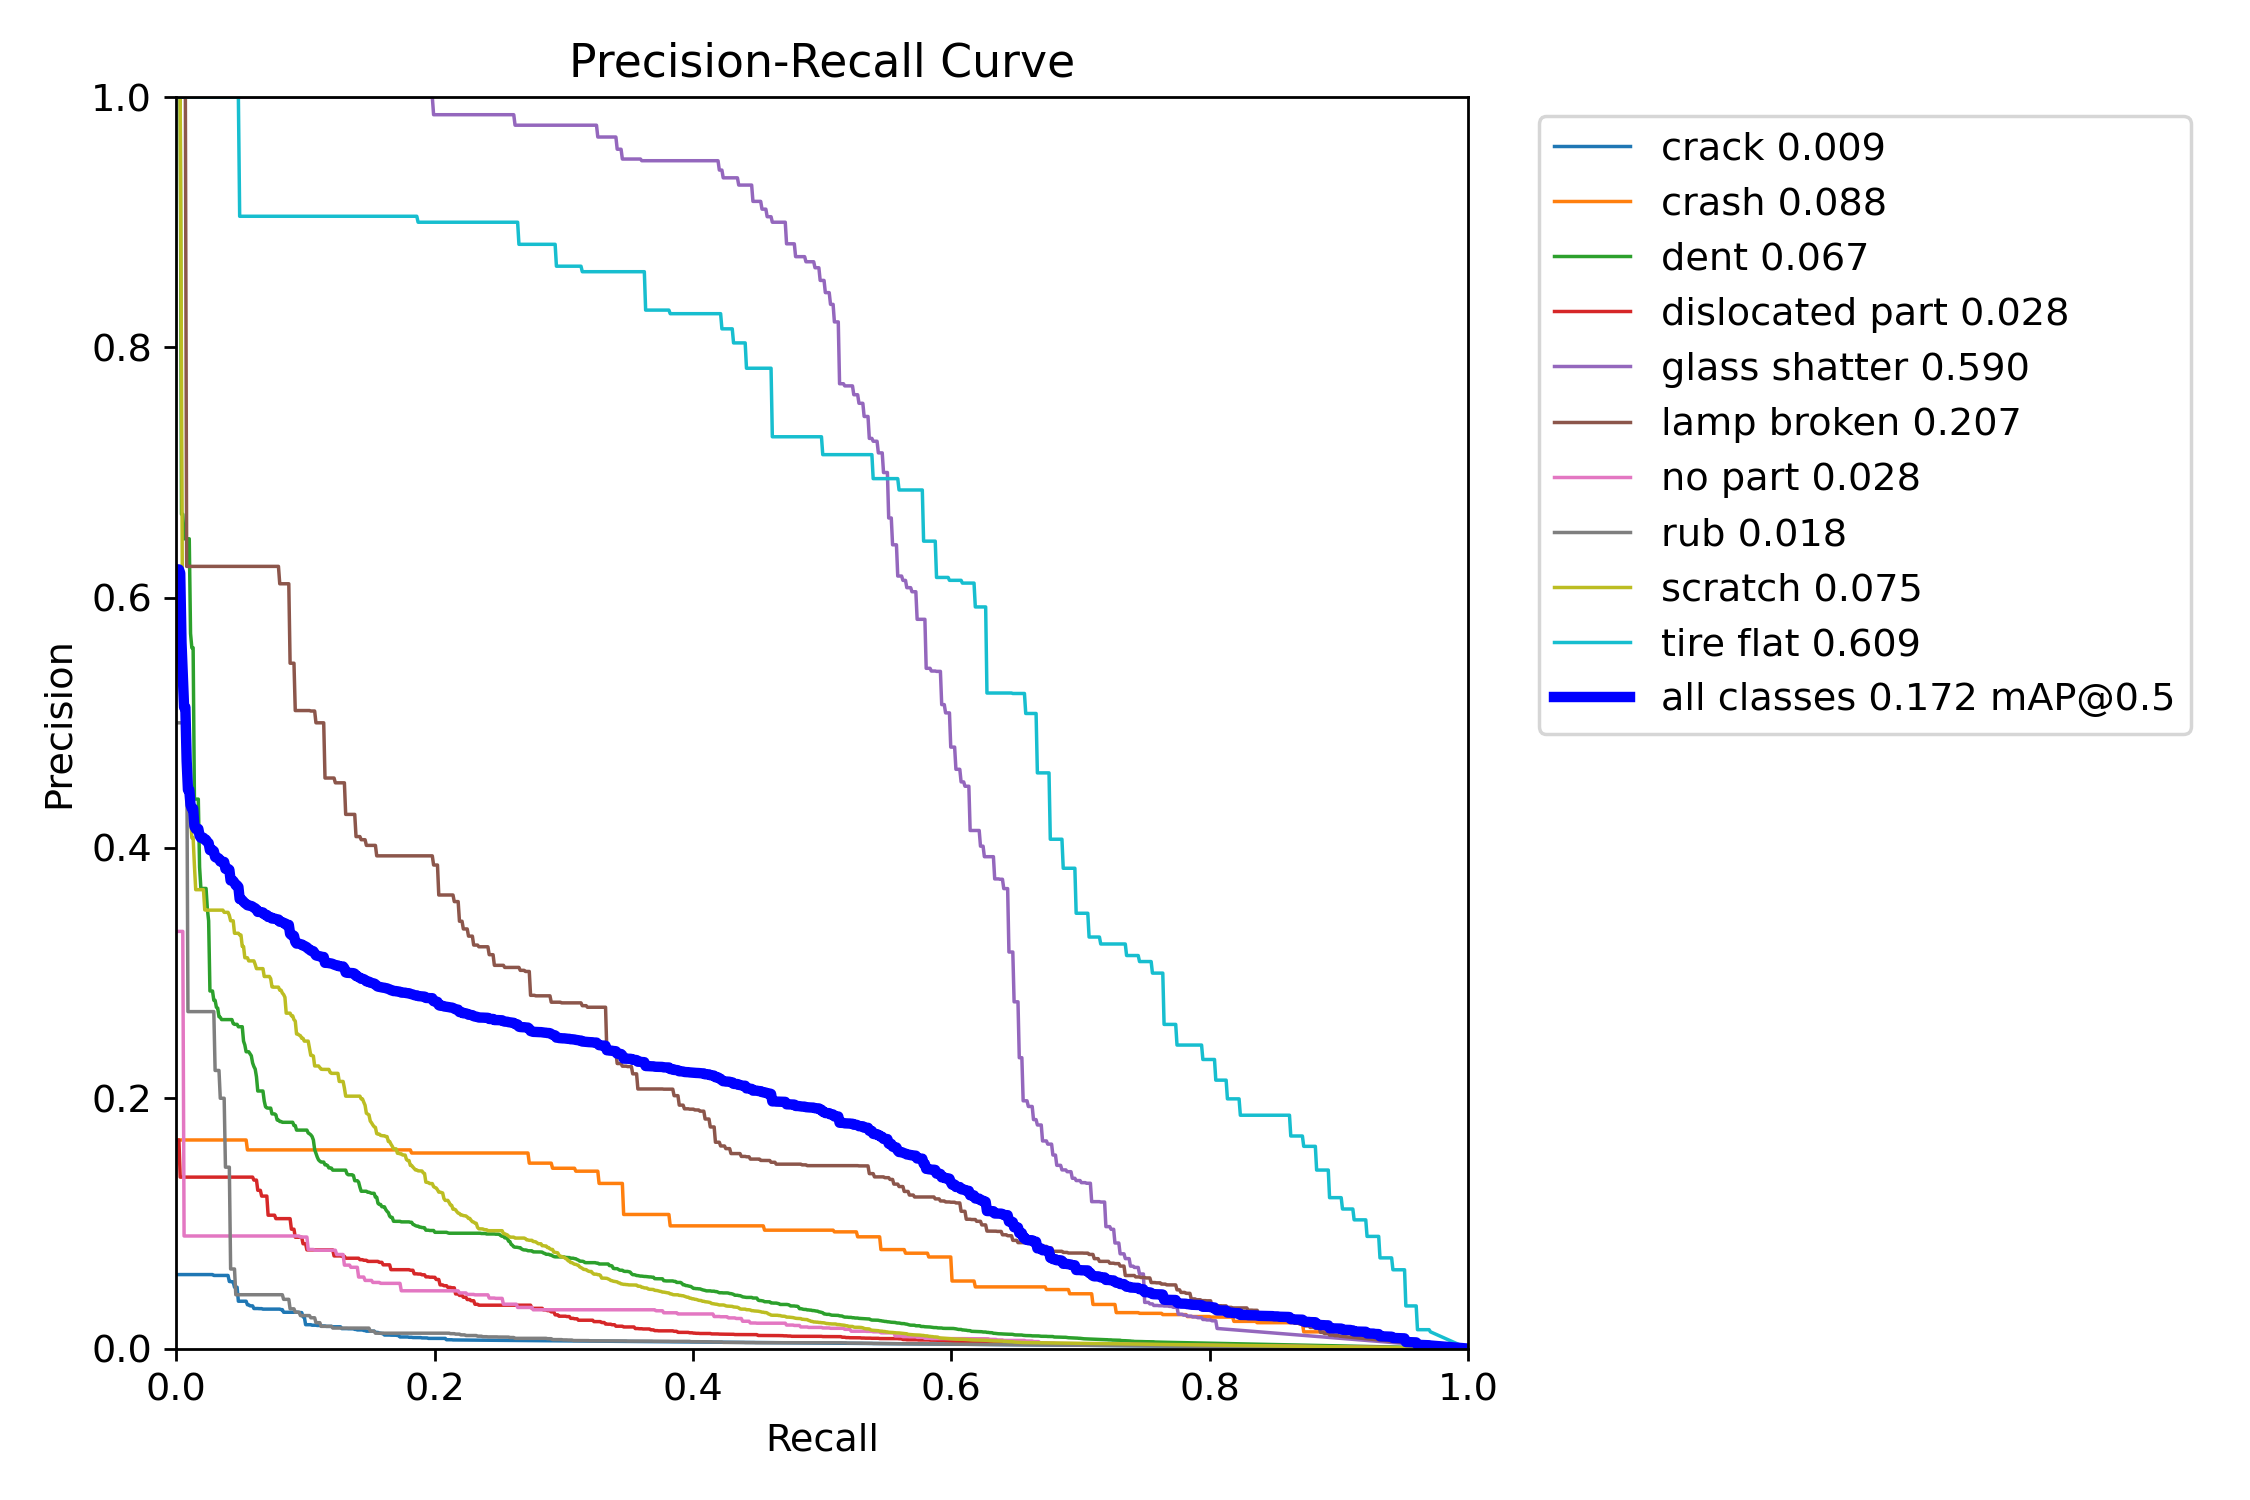 Precision-Recall Curve
1.0
0.8
0.6
0.4
0.2
0.0
Precision
0.0 0.2 0.4 0.6 0.8 1.0
Recall
crack 0.009
crash 0.088
dent 0.067
dislocated part 0.028
glass shatter 0.590
lamp broken 0.207
no part 0.028
rub 0.018
scratch 0.075
tire flat 0.609
all classes 0.172 mAP@0.5